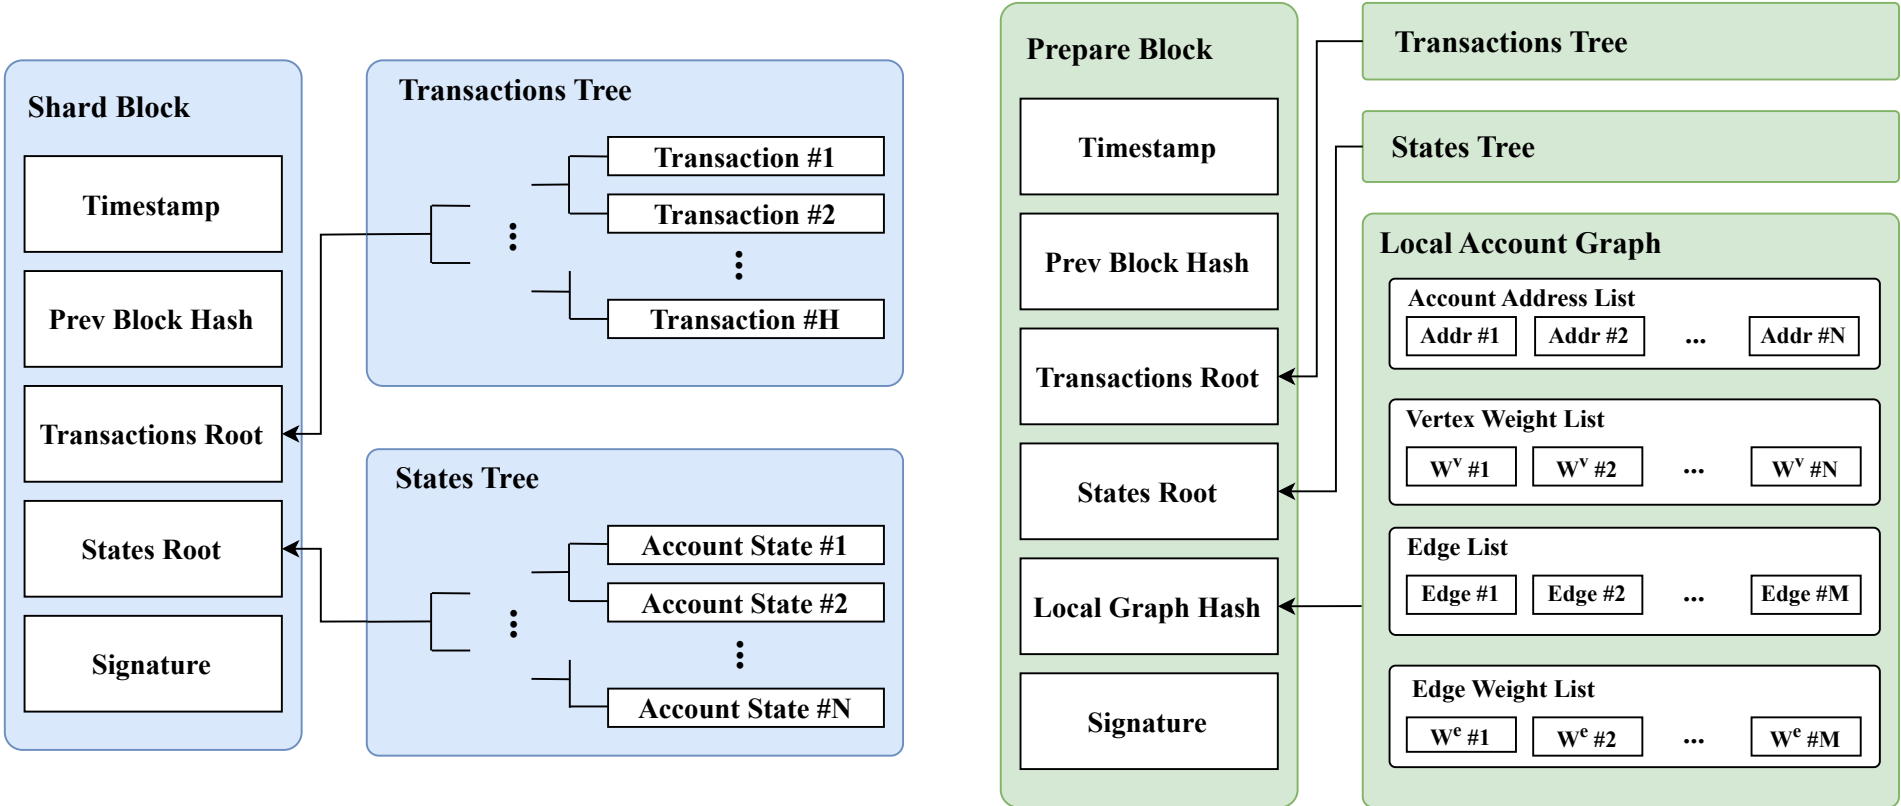 Shard Block
Timestamp
Prev Block Hash
Transactions Root
States Root
Signature
Transactions Tree
Transaction #1
Transaction #2
Transaction #H
States Tree
Account State #1
Account State #2
Account State #N
Prepare Block
Timestamp
Prev Block Hash
Transactions Root
States Root
Local Graph Hash
Signature
Transactions Tree
States Tree
Local Account Graph
Account Address List
Addr #1 Addr #2 ... Addr #N
Vertex Weight List
W^v #1 W^v #2 ... W^v #N
Edge List
Edge #1 Edge #2 ... Edge #M
Edge Weight List
W^e #1 W^e #2 ... W^e #M